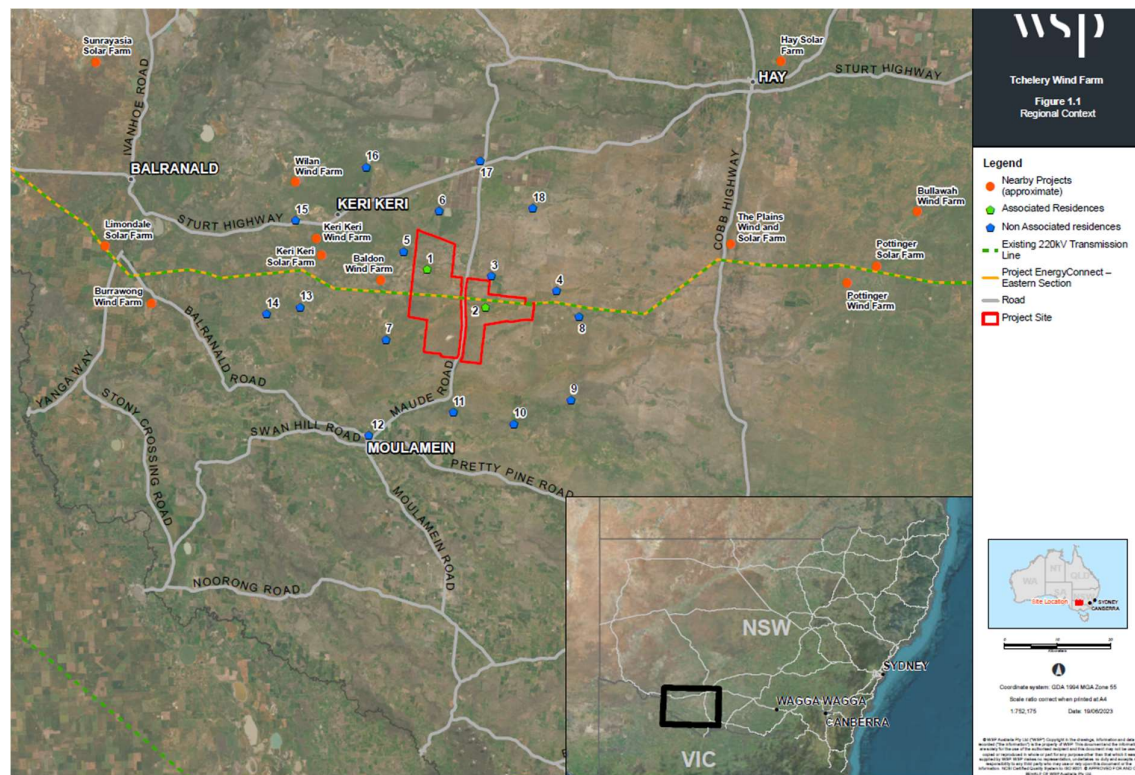 Sunrayasia
Solar Farm
IVANHOE ROAD
BALRANALD
Wilan
Wind Farm
16
KERI KERI
15
STURT HIGHWAY
Keri Keri
Wind Farm
Keri Keri
Solar Farm
Limondale
Solar Farm
Burrawong
Wind Farm
Baldon
Wind Farm
14
13
BALRANALD ROAD
YANGA WAY
STONY CROSSING ROAD
SWAN HILL ROAD
12
MOULAMEIN
MAUDE ROAD
PRETTY PINE ROAD
MOULAMEIN ROAD
NOORONG ROAD
Hay Solar
Farm
HAY
STURT HIGHWAY
17
6
18
5
1
3
4
2
8
7
9
11
10
COBB HIGHWAY
The Plains
Wind and
Solar Farm
Bullawah
Wind Farm
Pottinger
Solar Farm
Pottinger
Wind Farm
NSW
SYDNEY
WAGGA WAGGA
CANBERRA
VIC
wsp
Tchelery Wind Farm
Figure 1.1
Regional Context
Legend
Nearby Projects
(approximate)
Associated Residences
Non Associated residences
Existing 220kV Transmission
Line
Project EnergyConnect –
Eastern Section
Road
Project Site
WA
NT
QLD
SA
Site Location
SYDNEY
CANBERRA
0 10 20
Coordinate system: GDA 1994 MGA Zone 55
Scale ratio correct when printed at A4
1:752,175 Date: 19/06/2023